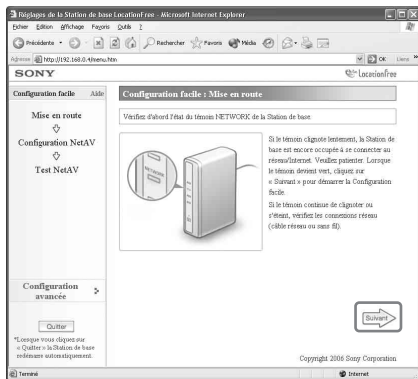 Réglages de la Station de base LocationFree - Microsoft Internet Explorer
Fichier Edition Affichage Favoris Outils ?
Précédente Rechercher Favoris Média
Adresse http://192.168.0.4/menu.htm OK Liens
SONY LocationFree
Configuration facile Aide
Mise en route
Configuration NetAV
Test NetAV
Configuration
avancée
Quitter
*Lorsque vous cliquez sur
« Quitter » la Station de base
redémarre automatiquement.
Configuration facile : Mise en route
Vérifiez d'abord l'état du témoin NETWORK de la Station de base
NETWORK
Si le témoin clignote lentement, la Station de
base est encore occupée à se connecter au
réseau/Internet. Veuillez patienter. Lorsque
le témoin devient vert, cliquez sur
« Suivant » pour démarrer la Configuration
facile.
Si le témoin continue de clignoter ou
s'éteint, vérifiez les connexions réseau
(câble réseau ou sans fil).
Suivant
Copyright 2006 Sony Corporation
Terminé Internet